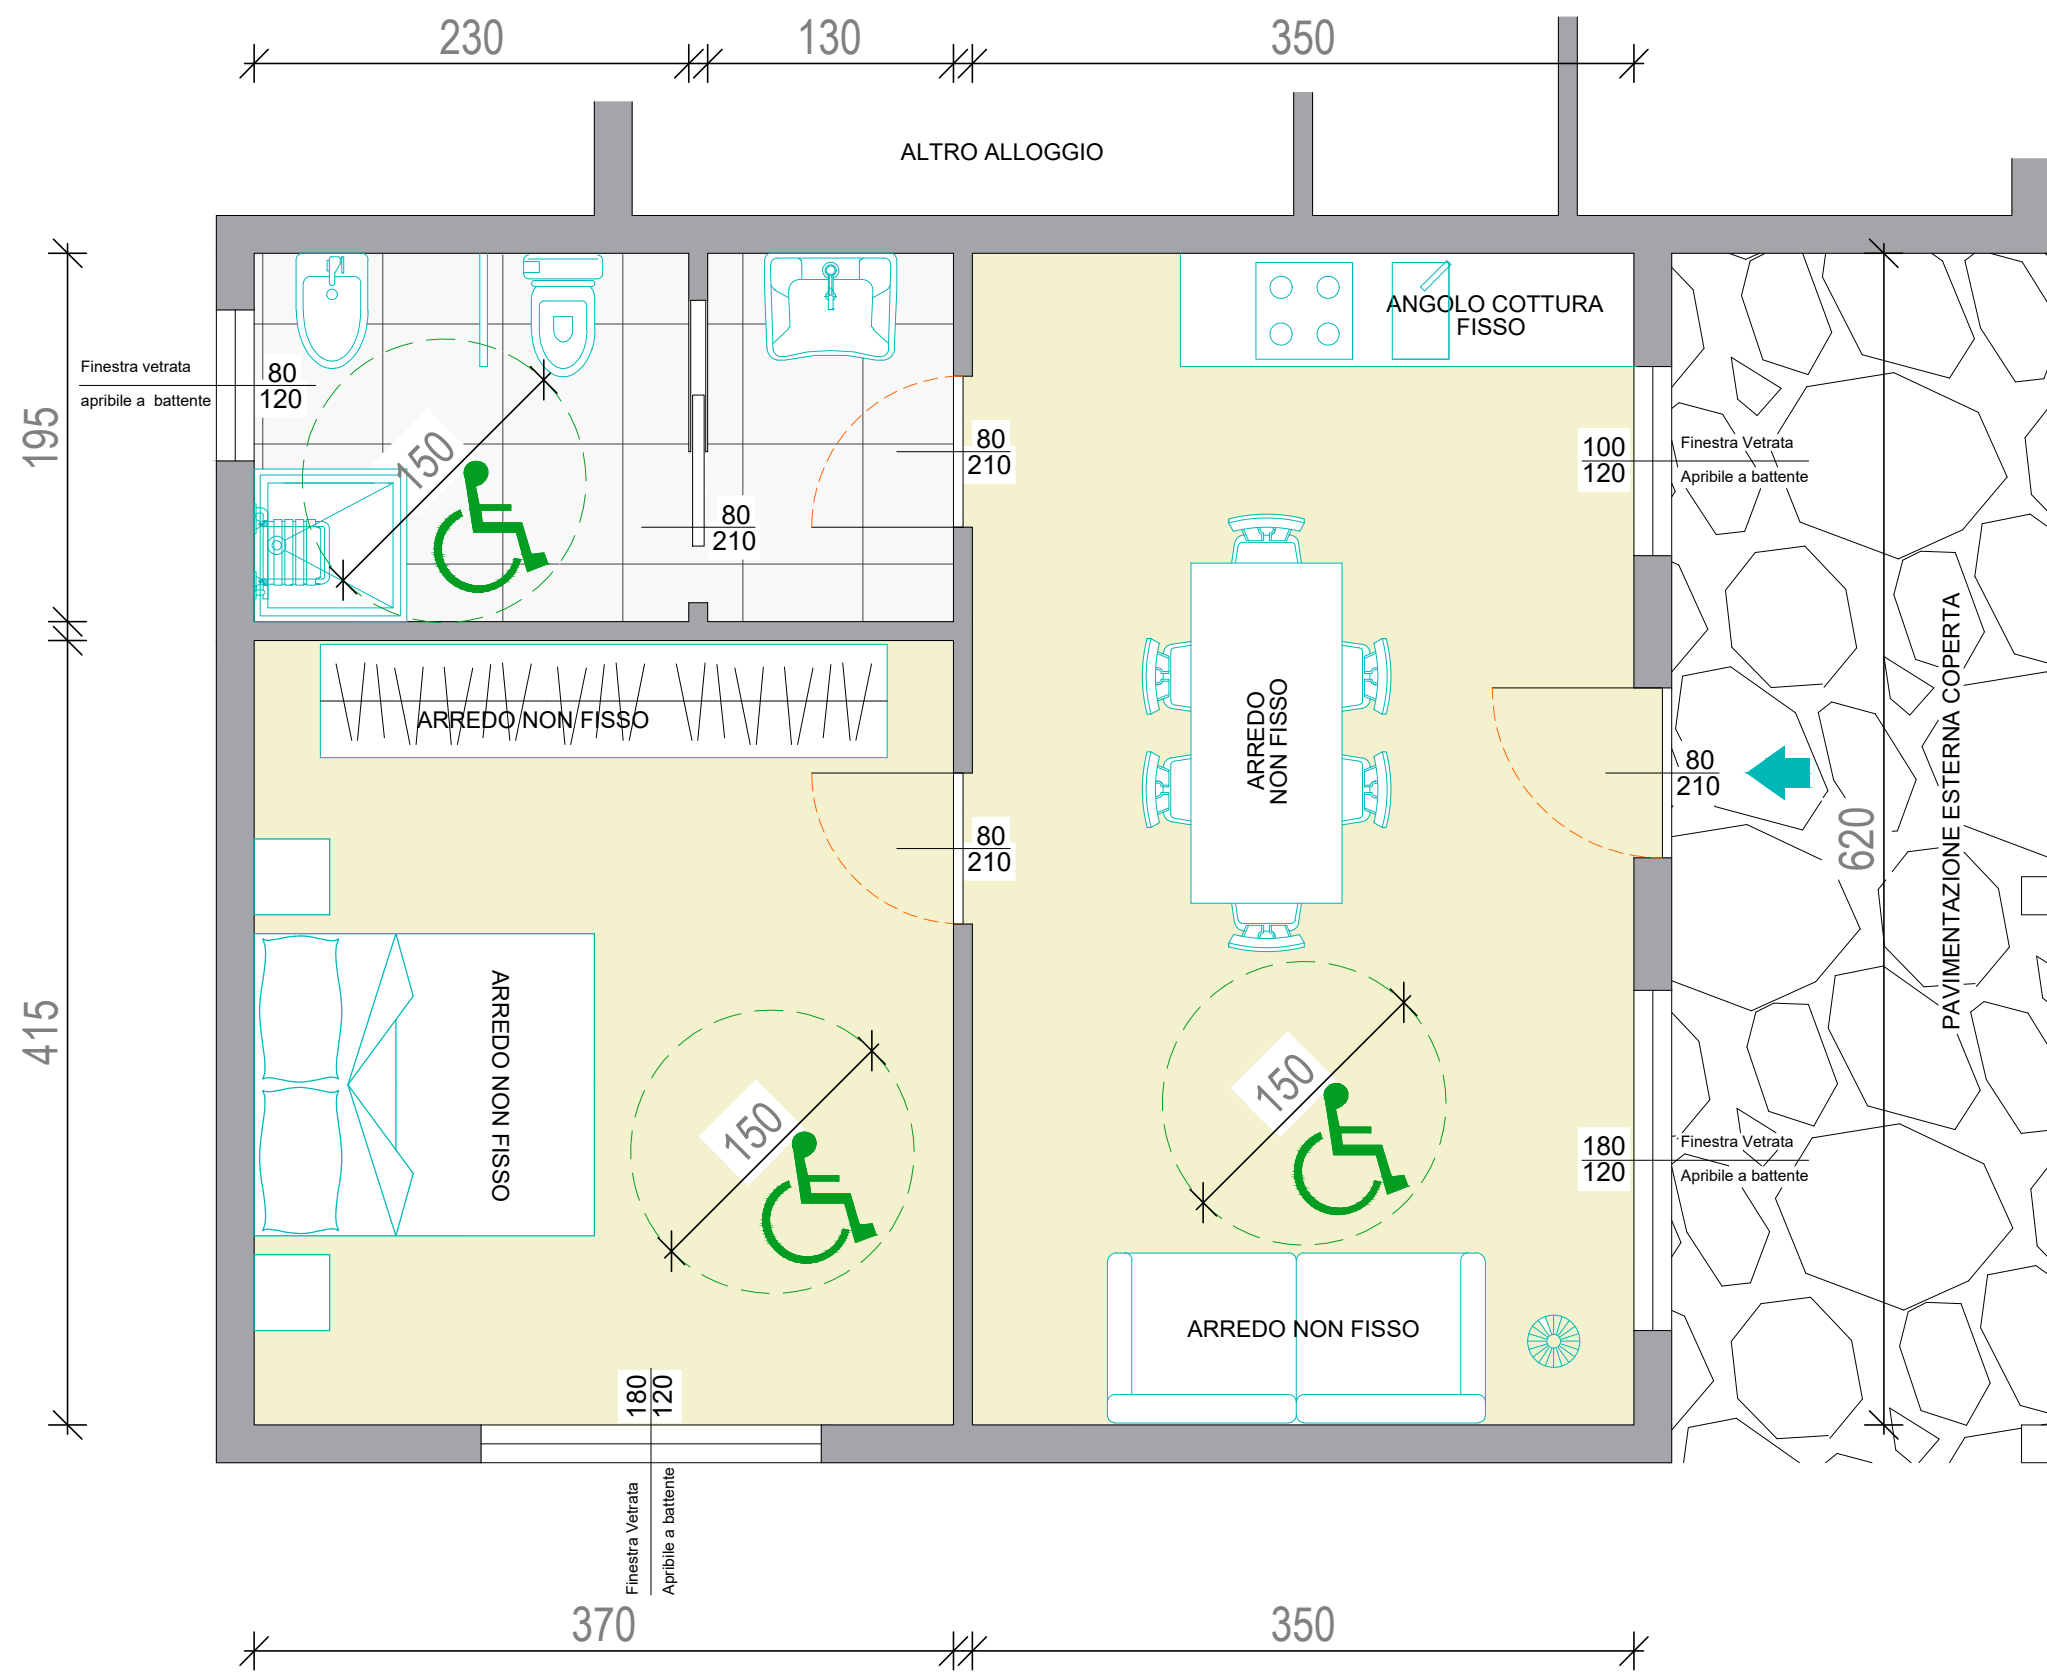 230
130
350
ALTRO ALLOGGIO
ANGOLO COTTURA
FISSO
Finestra vetrata
apribile a battente
80
120
195
150
80
210
80
210
100
120
Finestra Vetrata
Apribile a battente
ARREDO NON FISSO
ARREDO
NON FISSO
80
210
80
210
620
PAVIMENTAZIONE ESTERNA COPERTA
415
ARREDO NON FISSO
150
150
180
120
Finestra Vetrata
Apribile a battente
ARREDO NON FISSO
180
120
Finestra Vetrata
Apribile a battente
370
350